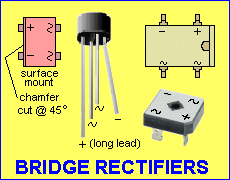 +
~
-
~
surface
mount
chamfer
cut @ 45°
~
~
-
+ (long lead)
~
~
-
+
-
~
+
~
BRIDGE RECTIFIERS